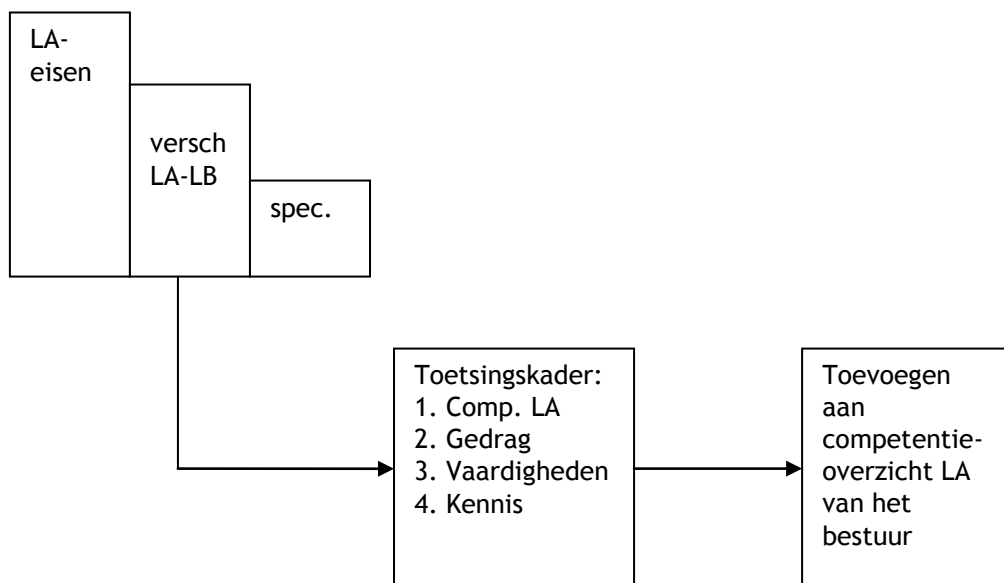 LA-
eisen
versch
LA-LB
spec.
Toetsingskader:
1. Comp. LA
2. Gedrag
3. Vaardigheden
4. Kennis
Toevoegen
aan
competentie-
overzicht LA
van het
bestuur